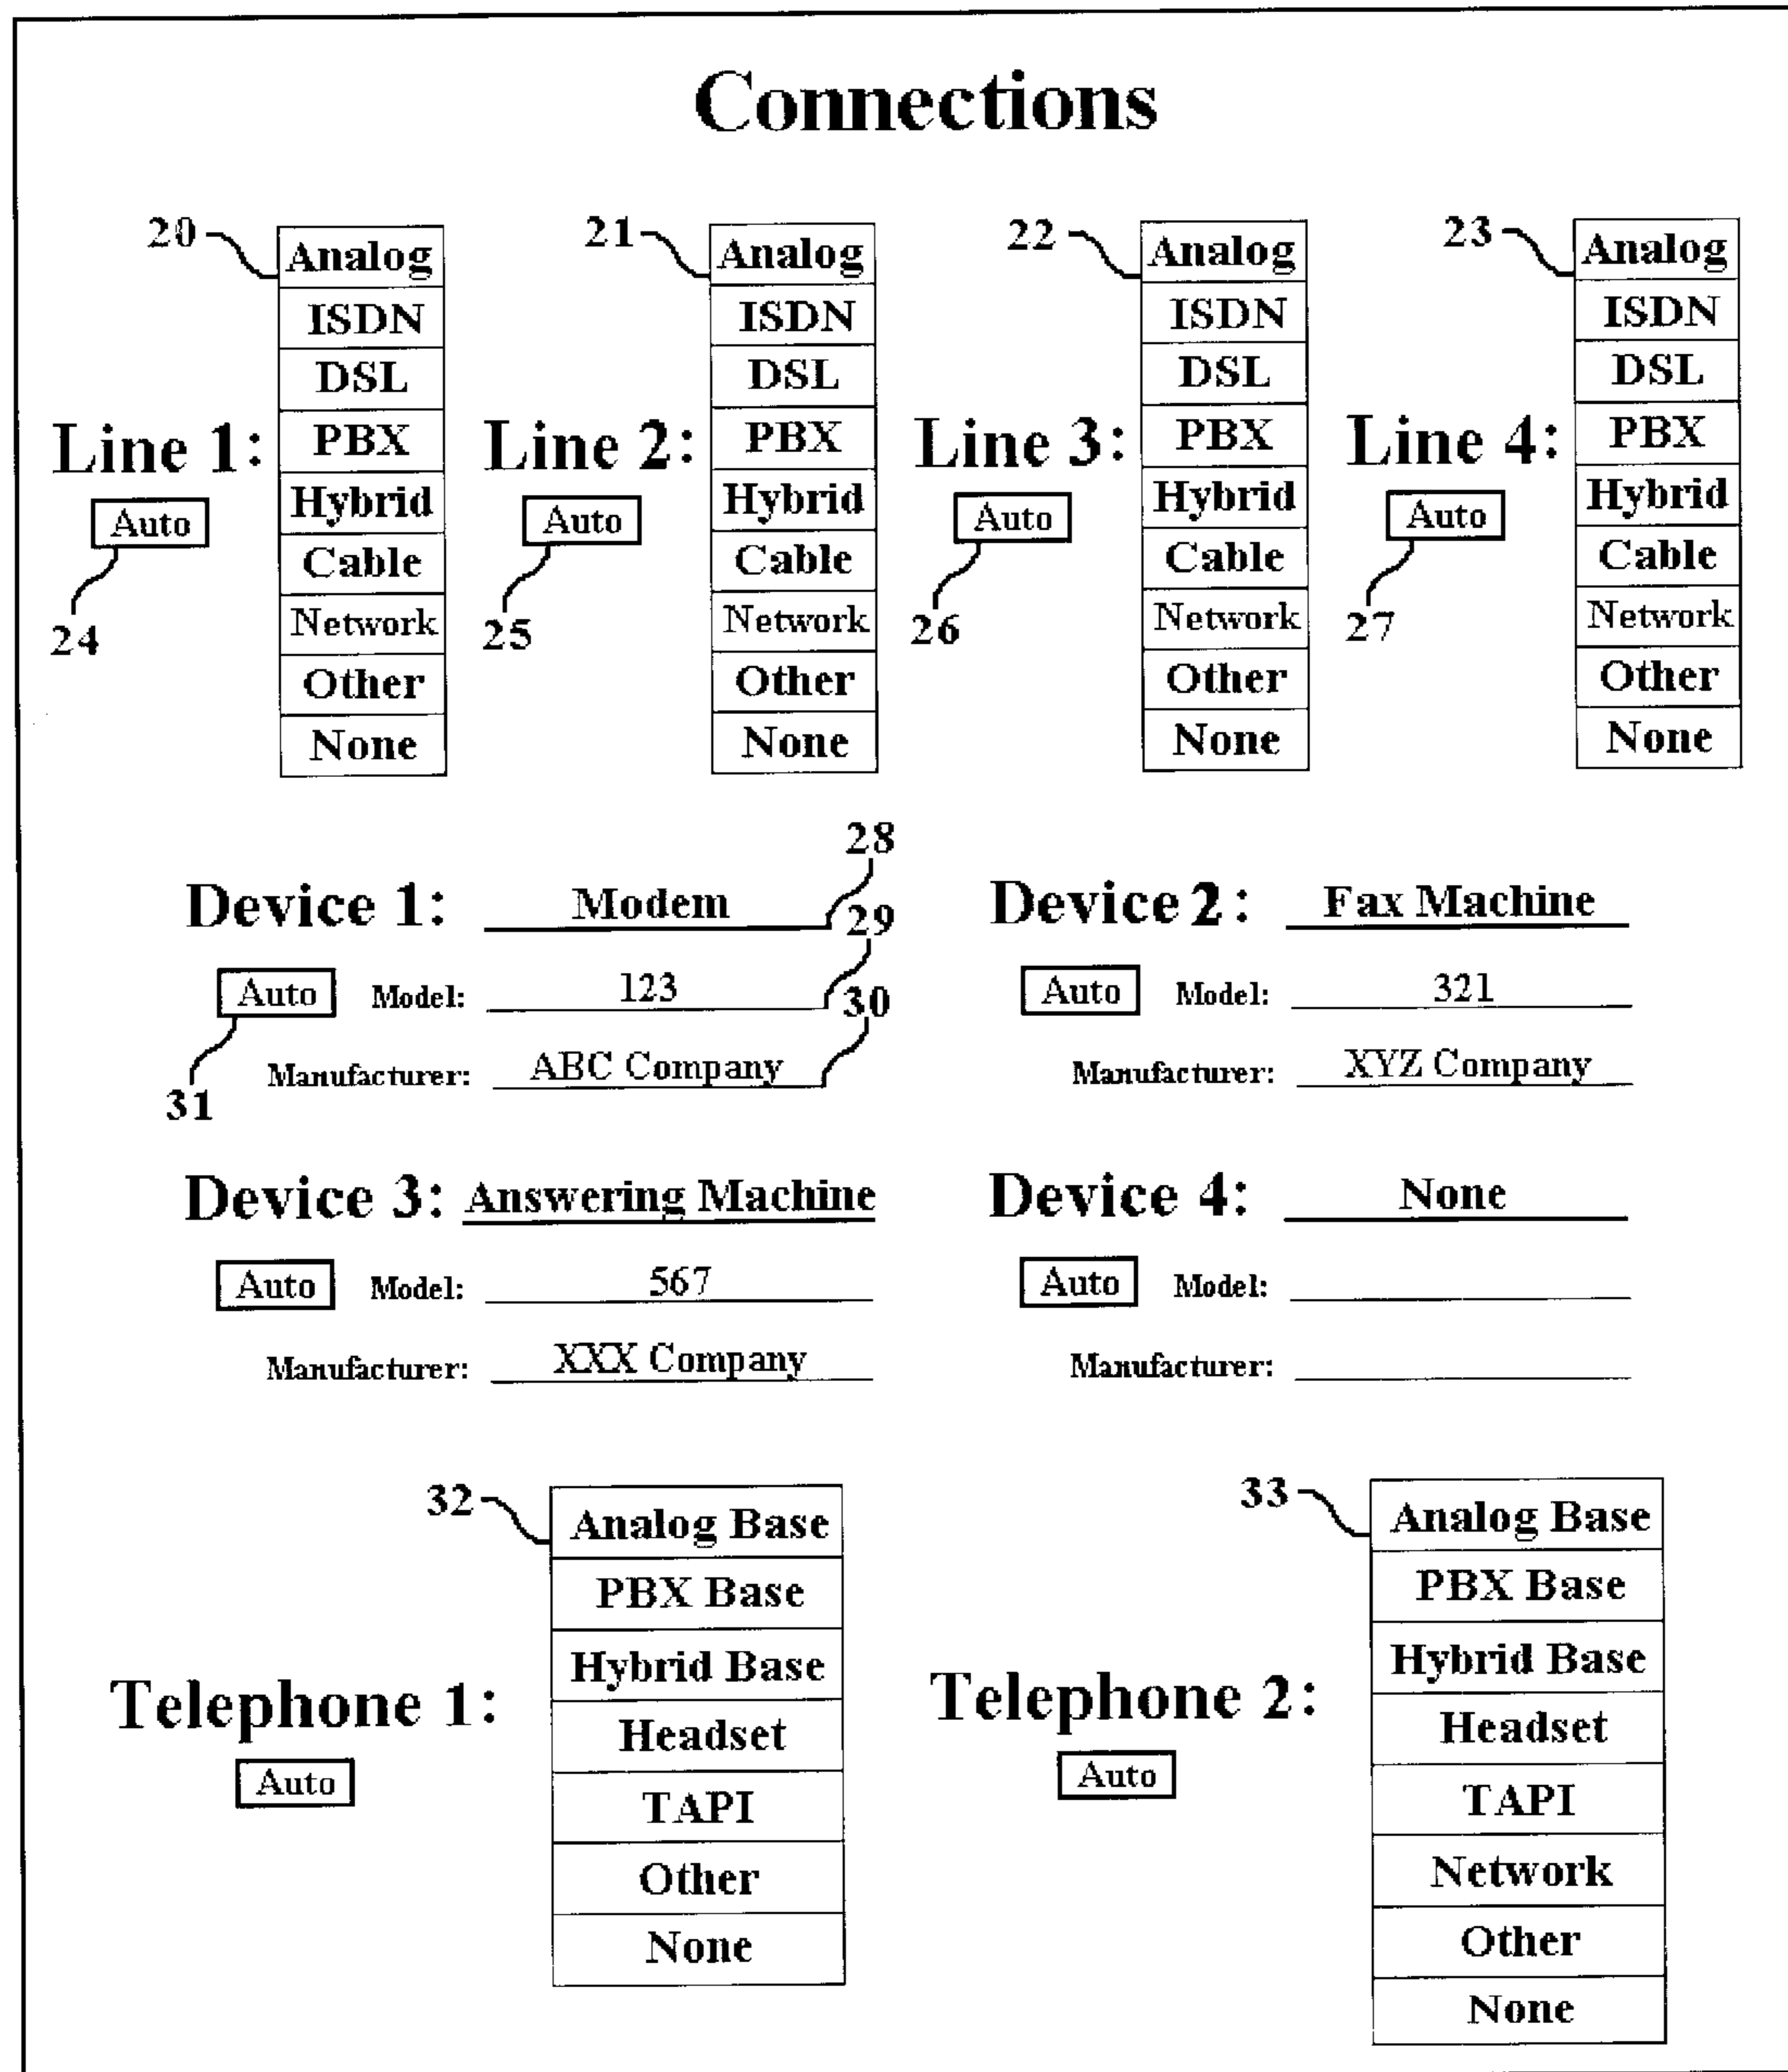 Connections
20 21 22 23
Analog Analog Analog Analog
ISDN ISDN ISDN ISDN
DSL DSL DSL DSL
Line 1: PBX Line 2: PBX Line 3: PBX Line 4: PBX
Auto Hybrid Auto Hybrid Auto Hybrid Auto Hybrid
Cable Cable Cable Cable
24 Network 25 Network 26 Network 27 Network
Other Other Other Other
None None None None
28
Device 1: Modem 29 Device 2: Fax Machine
Auto Model: 123 30 Auto Model: 321
31 Manufacturer: ABC Company Manufacturer: XYZ Company
Device 3: Answering Machine Device 4: None
Auto Model: 567 Auto Model:
Manufacturer: XXX Company Manufacturer:
32 Analog Base 33 Analog Base
PBX Base PBX Base
Hybrid Base Hybrid Base
Telephone 1: Headset Telephone 2: Headset
Auto TAPI Auto TAPI
Other Network
None Other
None